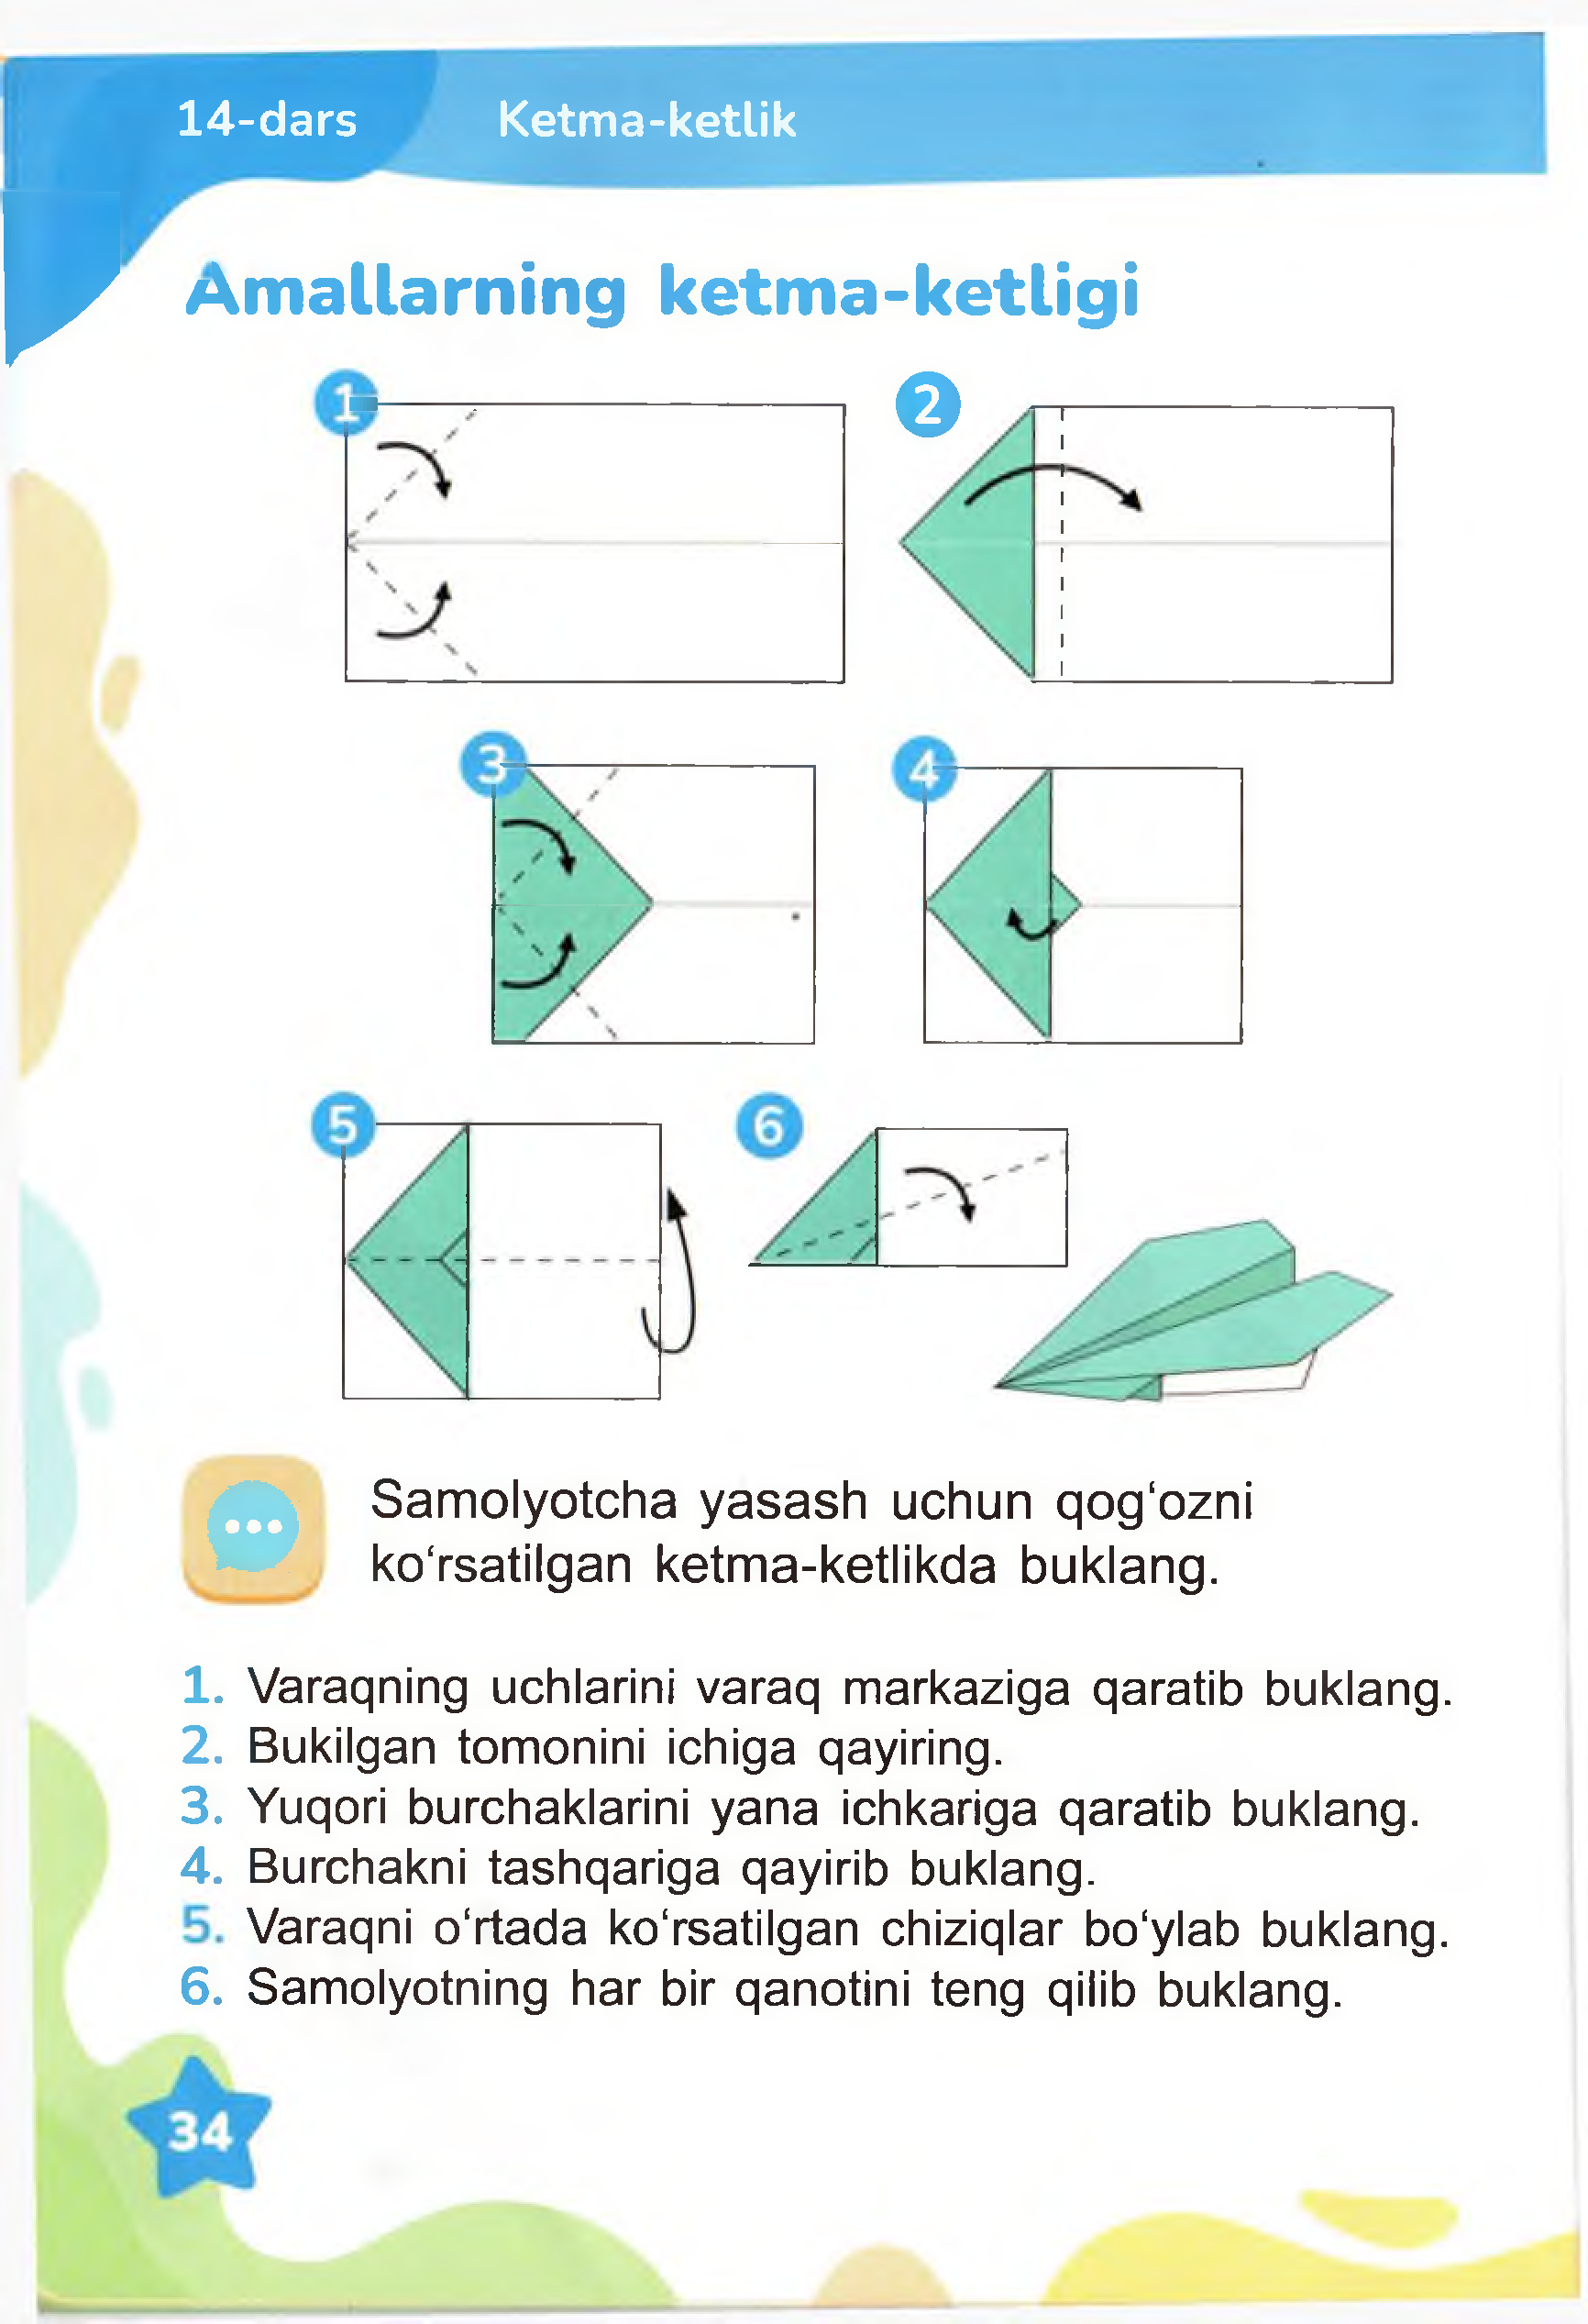 14-dars Ketma-ketlik
Amallarning ketma-ketligi
1 2
3 4
5 6
Samolyotcha yasash uchun qog‘ozni
ko‘rsatilgan ketma-ketlikda buklang.
1. Varaqning uchlarini varaq markaziga qaratib buklang.
2. Bukilgan tomonini ichiga qayiring.
3. Yuqori burchaklarini yana ichkariga qaratib buklang.
4. Burchakni tashqariga qayirib buklang.
5. Varaqni o‘rtada ko‘rsatilgan chiziqlar bo‘ylab buklang.
6. Samolyotning har bir qanotini teng qilib buklang.
34